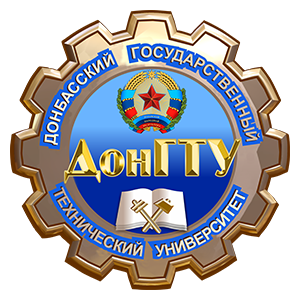 ДОНБАССКИЙ ГОСУДАРСТВЕННЫЙ
ДонГТУ
ТЕХНИЧЕСКИЙ УНИВЕРСИТЕТ